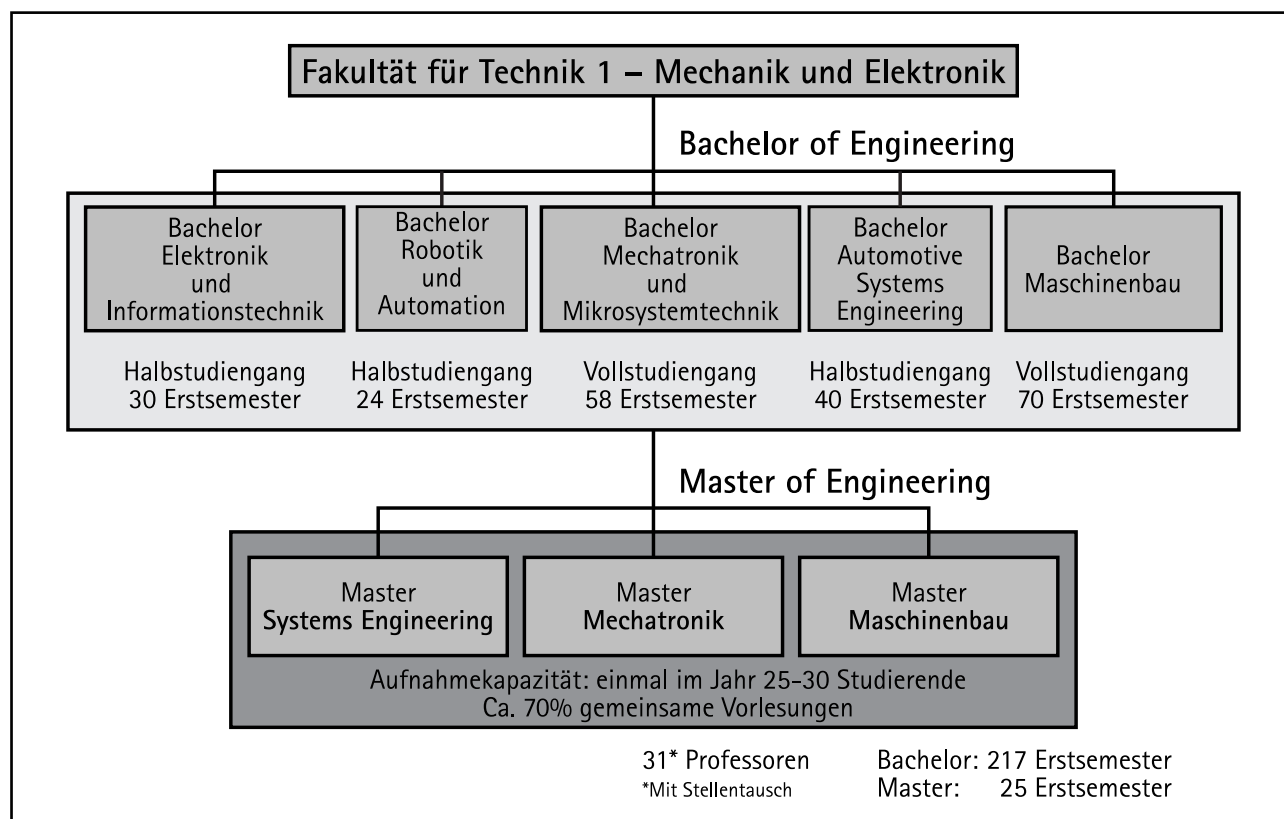 Fakultät für Technik 1 – Mechanik und Elektronik
Bachelor of Engineering
Bachelor
Elektronik
und
Informationstechnik
Bachelor
Robotik
und
Automation
Bachelor
Mechatronik
und
Mikrosystemtechnik
Bachelor
Automotive
Systems
Engineering
Bachelor
Maschinenbau
Halbstudiengang
30 Erstsemester
Halbstudiengang
24 Erstsemester
Vollstudiengang
58 Erstsemester
Halbstudiengang
40 Erstsemester
Vollstudiengang
70 Erstsemester
Master of Engineering
Master
Systems Engineering
Master
Mechatronik
Master
Maschinenbau
Aufnahmekapazität: einmal im Jahr 25-30 Studierende
Ca. 70% gemeinsame Vorlesungen
31* Professoren
*Mit Stellentausch
Bachelor: 217 Erstsemester
Master: 25 Erstsemester